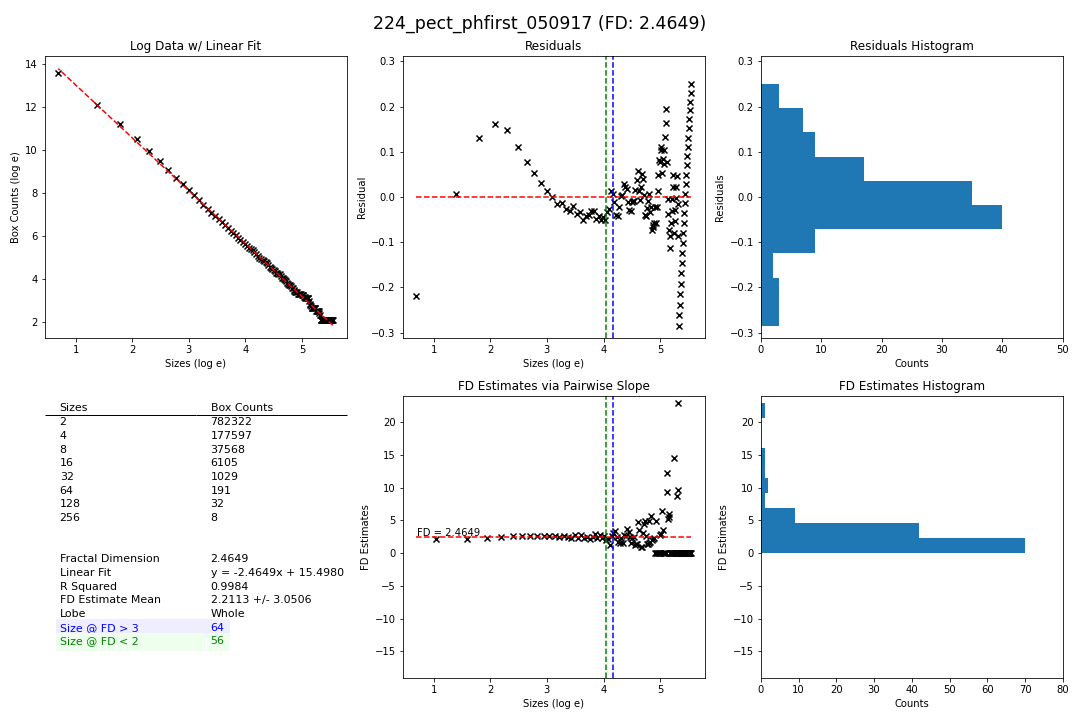 224_pect_phfirst_050917 (FD: 2.4649)
Log Data w/ Linear Fit
Box Counts (log e)
14
12
10
8
6
4
2
1 2 3 4 5
Sizes (log e)
Residuals
Residual
0.3
0.2
0.1
0.0
−0.1
−0.2
−0.3
1 2 3 4 5
Sizes (log e)
Residuals Histogram
Residuals
0.3
0.2
0.1
0.0
−0.1
−0.2
−0.3
0 10 20 30 40 50
Counts
Sizes Box Counts
2 782322
4 177597
8 37568
16 6105
32 1029
64 191
128 32
256 8
Fractal Dimension 2.4649
Linear Fit y = -2.4649x + 15.4980
R Squared 0.9984
FD Estimate Mean 2.2113 +/- 3.0506
Lobe Whole
Size @ FD > 3 64
Size @ FD < 2 56
FD Estimates via Pairwise Slope
FD Estimates
20
15
10
5
0
−5
−10
−15
FD = 2.4649
1 2 3 4 5
Sizes (log e)
FD Estimates Histogram
FD Estimates
20
15
10
5
0
−5
−10
−15
0 10 20 30 40 50 60 70 80
Counts